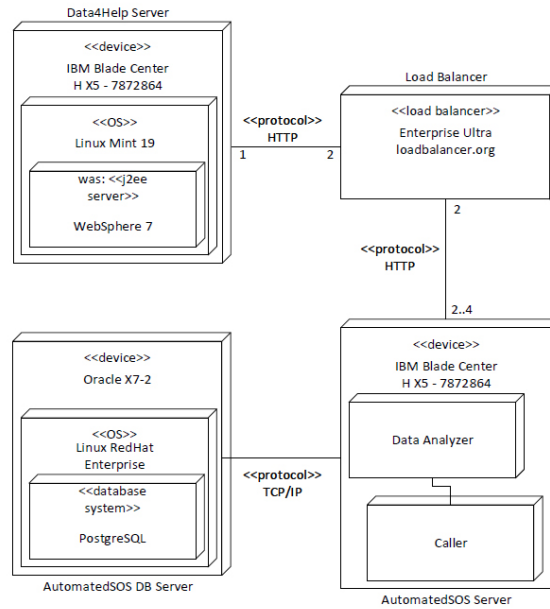 Data4Help Server
<<device>>
IBM Blade Center
H X5 - 7872864
<<OS>>
Linux Mint 19
was: <<j2ee
server>>
WebSphere 7
<<protocol>>
HTTP
1
2
Load Balancer
<<load balancer>>
Enterprise Ultra
loadbalancer.org
2
<<protocol>>
HTTP
2..4
<<device>>
Oracle X7-2
<<OS>>
Linux RedHat
Enterprise
<<database
system>>
PostgreSQL
AutomatedSOS DB Server
<<protocol>>
TCP/IP
<<device>>
IBM Blade Center
H X5 - 7872864
Data Analyzer
Caller
AutomatedSOS Server